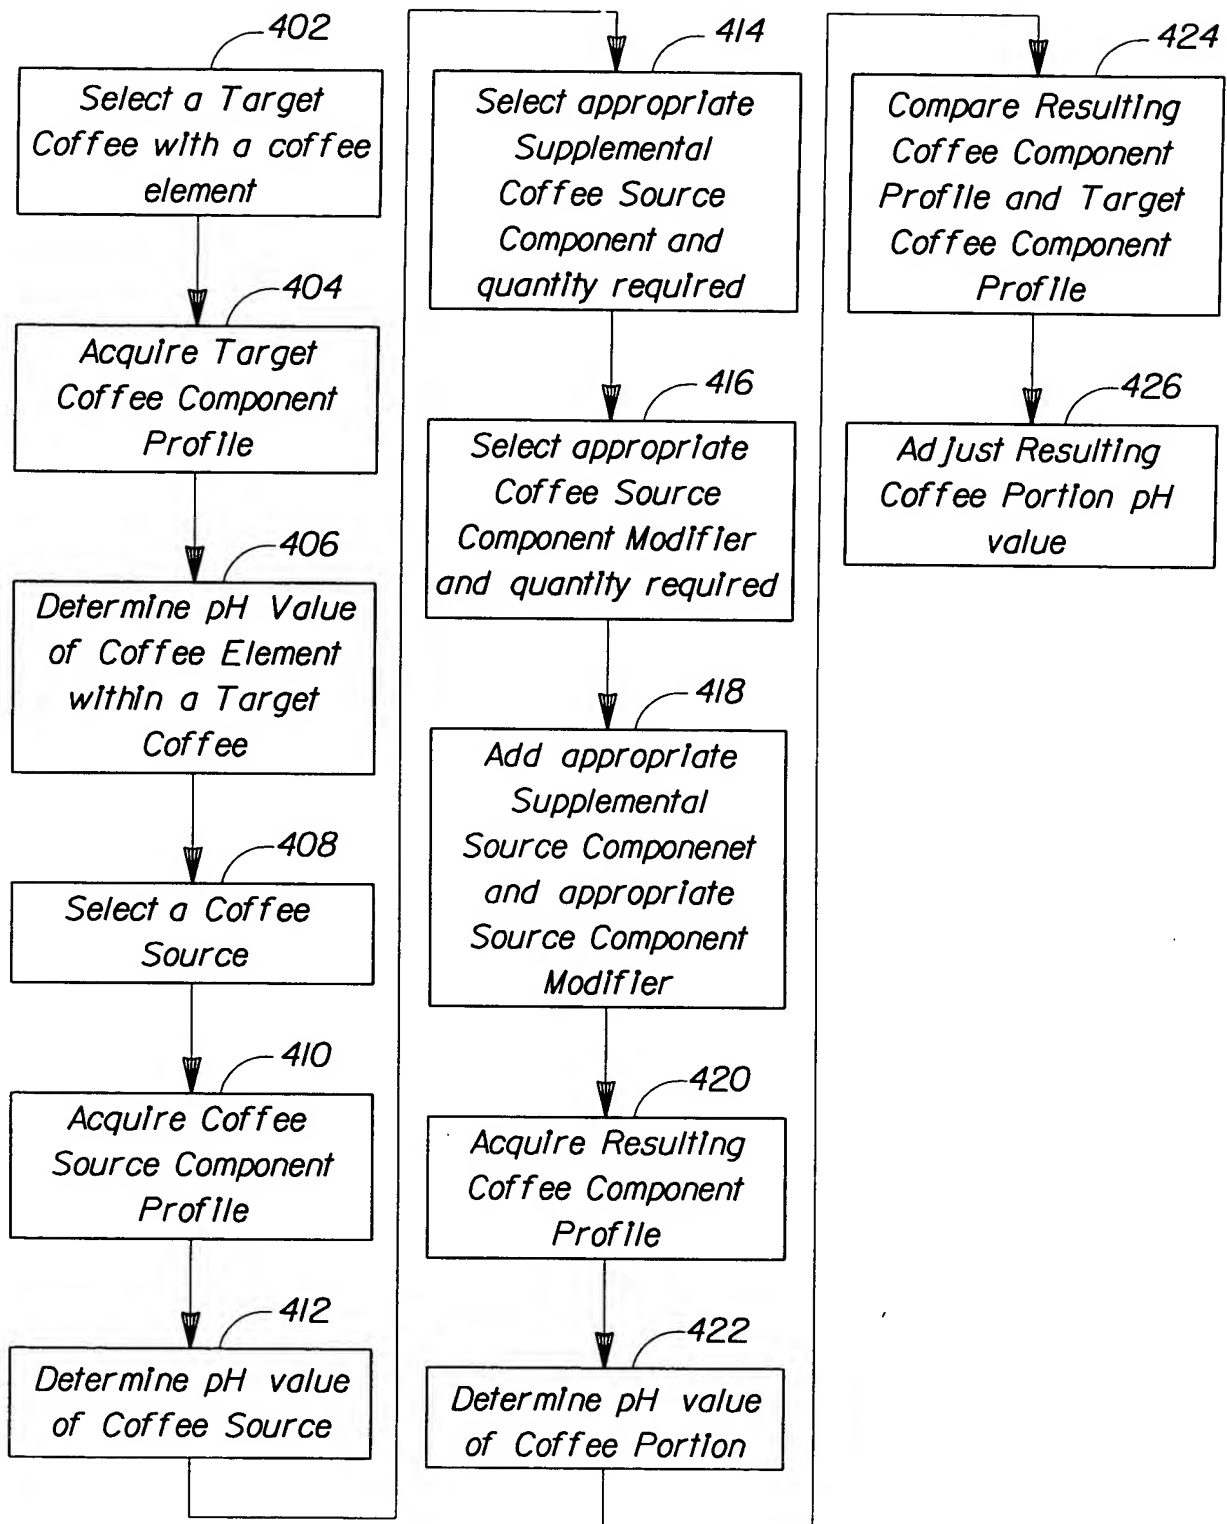 402
Select a Target
Coffee with a coffee
element
404
Acquire Target
Coffee Component
Profile
406
Determine pH Value
of Coffee Element
within a Target
Coffee
408
Select a Coffee
Source
410
Acquire Coffee
Source Component
Profile
412
Determine pH value
of Coffee Source
414
Select appropriate
Supplemental
Coffee Source
Component and
quantity required
416
Select appropriate
Coffee Source
Component Modifier
and quantity required
418
Add appropriate
Supplemental
Source Componenet
and appropriate
Source Component
Modifier
420
Acquire Resulting
Coffee Component
Profile
422
Determine pH value
of Coffee Portion
424
Compare Resulting
Coffee Component
Profile and Target
Coffee Component
Profile
426
Adjust Resulting
Coffee Portion pH
value